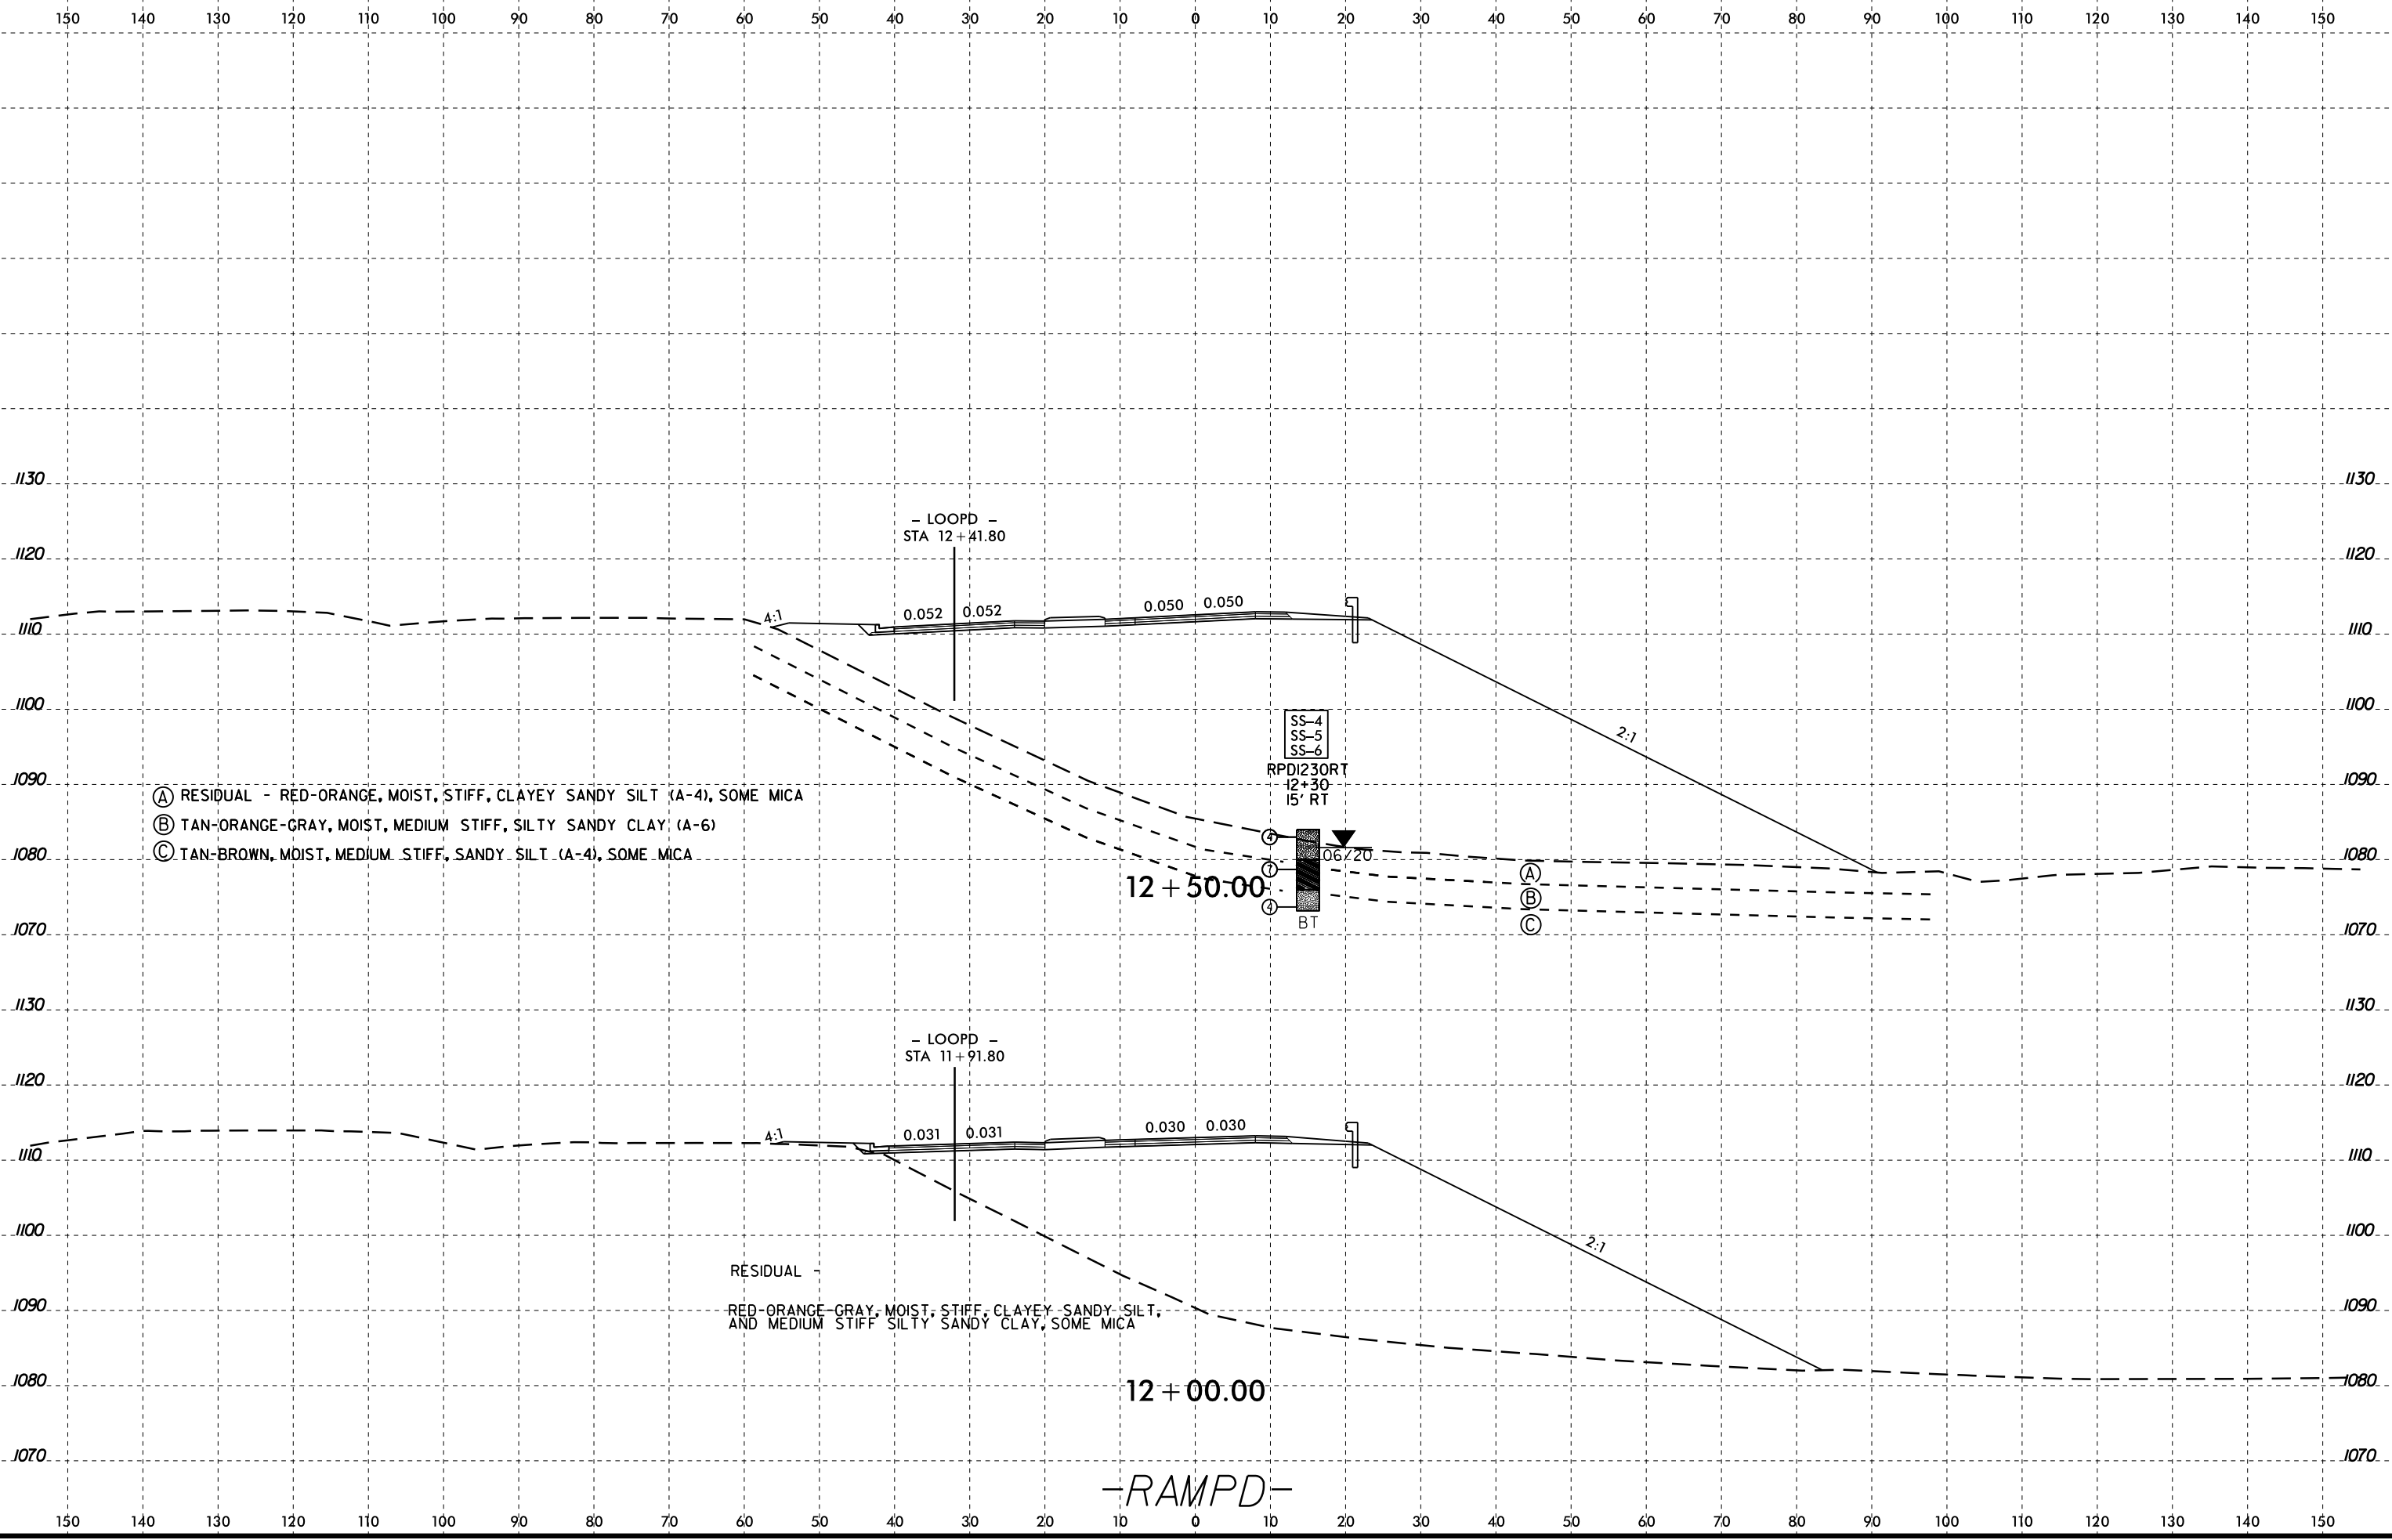 150 140 130 120 110 100 90 80 70 60 50 40 30 20 10 0 10 20 30 40 50 60 70 80 90 100 110 120 130 140 150
1130 1130
- LOOPD -
STA 12+41.80
1120 1120
4:1 0.052 0.052 0.050 0.050
1110 1110
1100 1100
SS-4
SS-5
SS-6
2:1
RPD1230RT
12+30
15' RT
1090 1090
A RESIDUAL - RED-ORANGE, MOIST, STIFF, CLAYEY SANDY SILT (A-4), SOME MICA
B TAN-ORANGE-GRAY, MOIST, MEDIUM STIFF, SILTY SANDY CLAY (A-6)
C TAN-BROWN, MOIST, MEDIUM STIFF, SANDY SILT (A-4), SOME MICA
4
1080 06/20 1080
7 A
12+50.00
B
4
BT C
1070 1070
1130 1130
- LOOPD -
STA 11+91.80
1120 1120
4:1 0.031 0.031 0.030 0.030
1110 1110
1100 1100
2:1
RESIDUAL -
1090 1090
RED-ORANGE-GRAY, MOIST, STIFF, CLAYEY SANDY SILT,
AND MEDIUM STIFF SILTY SANDY CLAY, SOME MICA
1080 1080
12+00.00
1070 1070
-RAMPD-
150 140 130 120 110 100 90 80 70 60 50 40 30 20 10 0 10 20 30 40 50 60 70 80 90 100 110 120 130 140 150